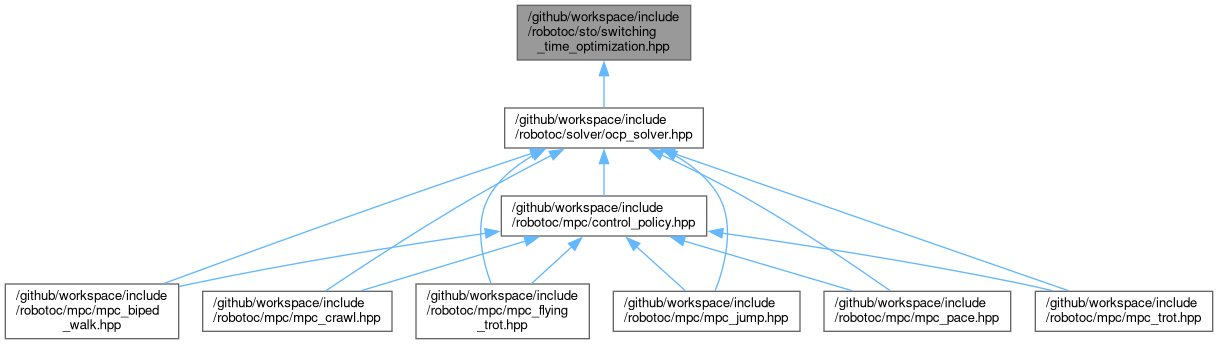 /github/workspace/include
/robotoc/sto/switching
_time_optimization.hpp
/github/workspace/include
/robotoc/solver/ocp_solver.hpp
/github/workspace/include
/robotoc/mpc/control_policy.hpp
/github/workspace/include
/robotoc/mpc/mpc_biped
_walk.hpp
/github/workspace/include
/robotoc/mpc/mpc_crawl.hpp
/github/workspace/include
/robotoc/mpc/mpc_flying
_trot.hpp
/github/workspace/include
/robotoc/mpc/mpc_jump.hpp
/github/workspace/include
/robotoc/mpc/mpc_pace.hpp
/github/workspace/include
/robotoc/mpc/mpc_trot.hpp